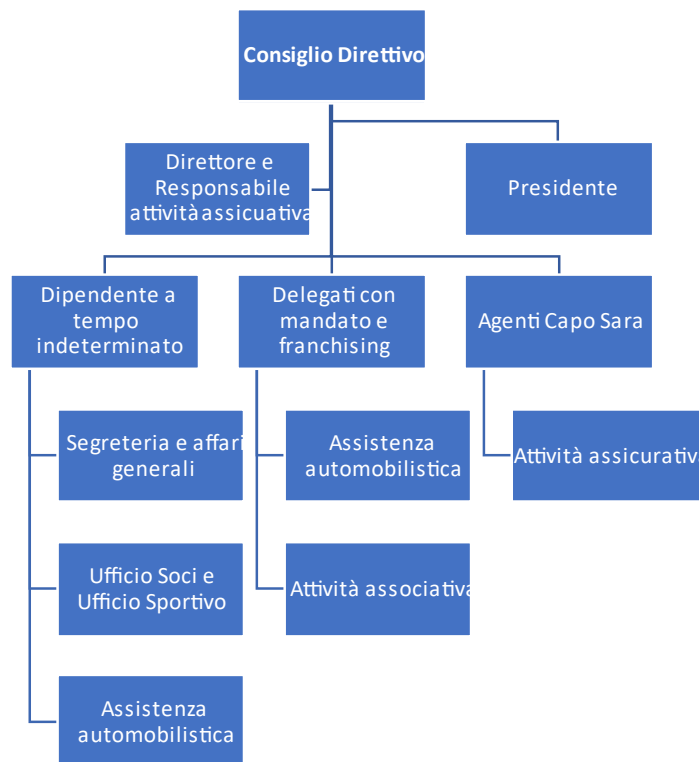 Consiglio Direttivo
Direttore e
Responsabile
attività assicuativa
Presidente
Dipendente a
tempo
indeterminato
Delegati con
mandato e
franchising
Agenti Capo Sara
Segreteria e affari
generali
Assistenza
automobilistica
Attività assicurativa
Ufficio Soci e
Ufficio Sportivo
Attività associativa
Assistenza
automobilistica